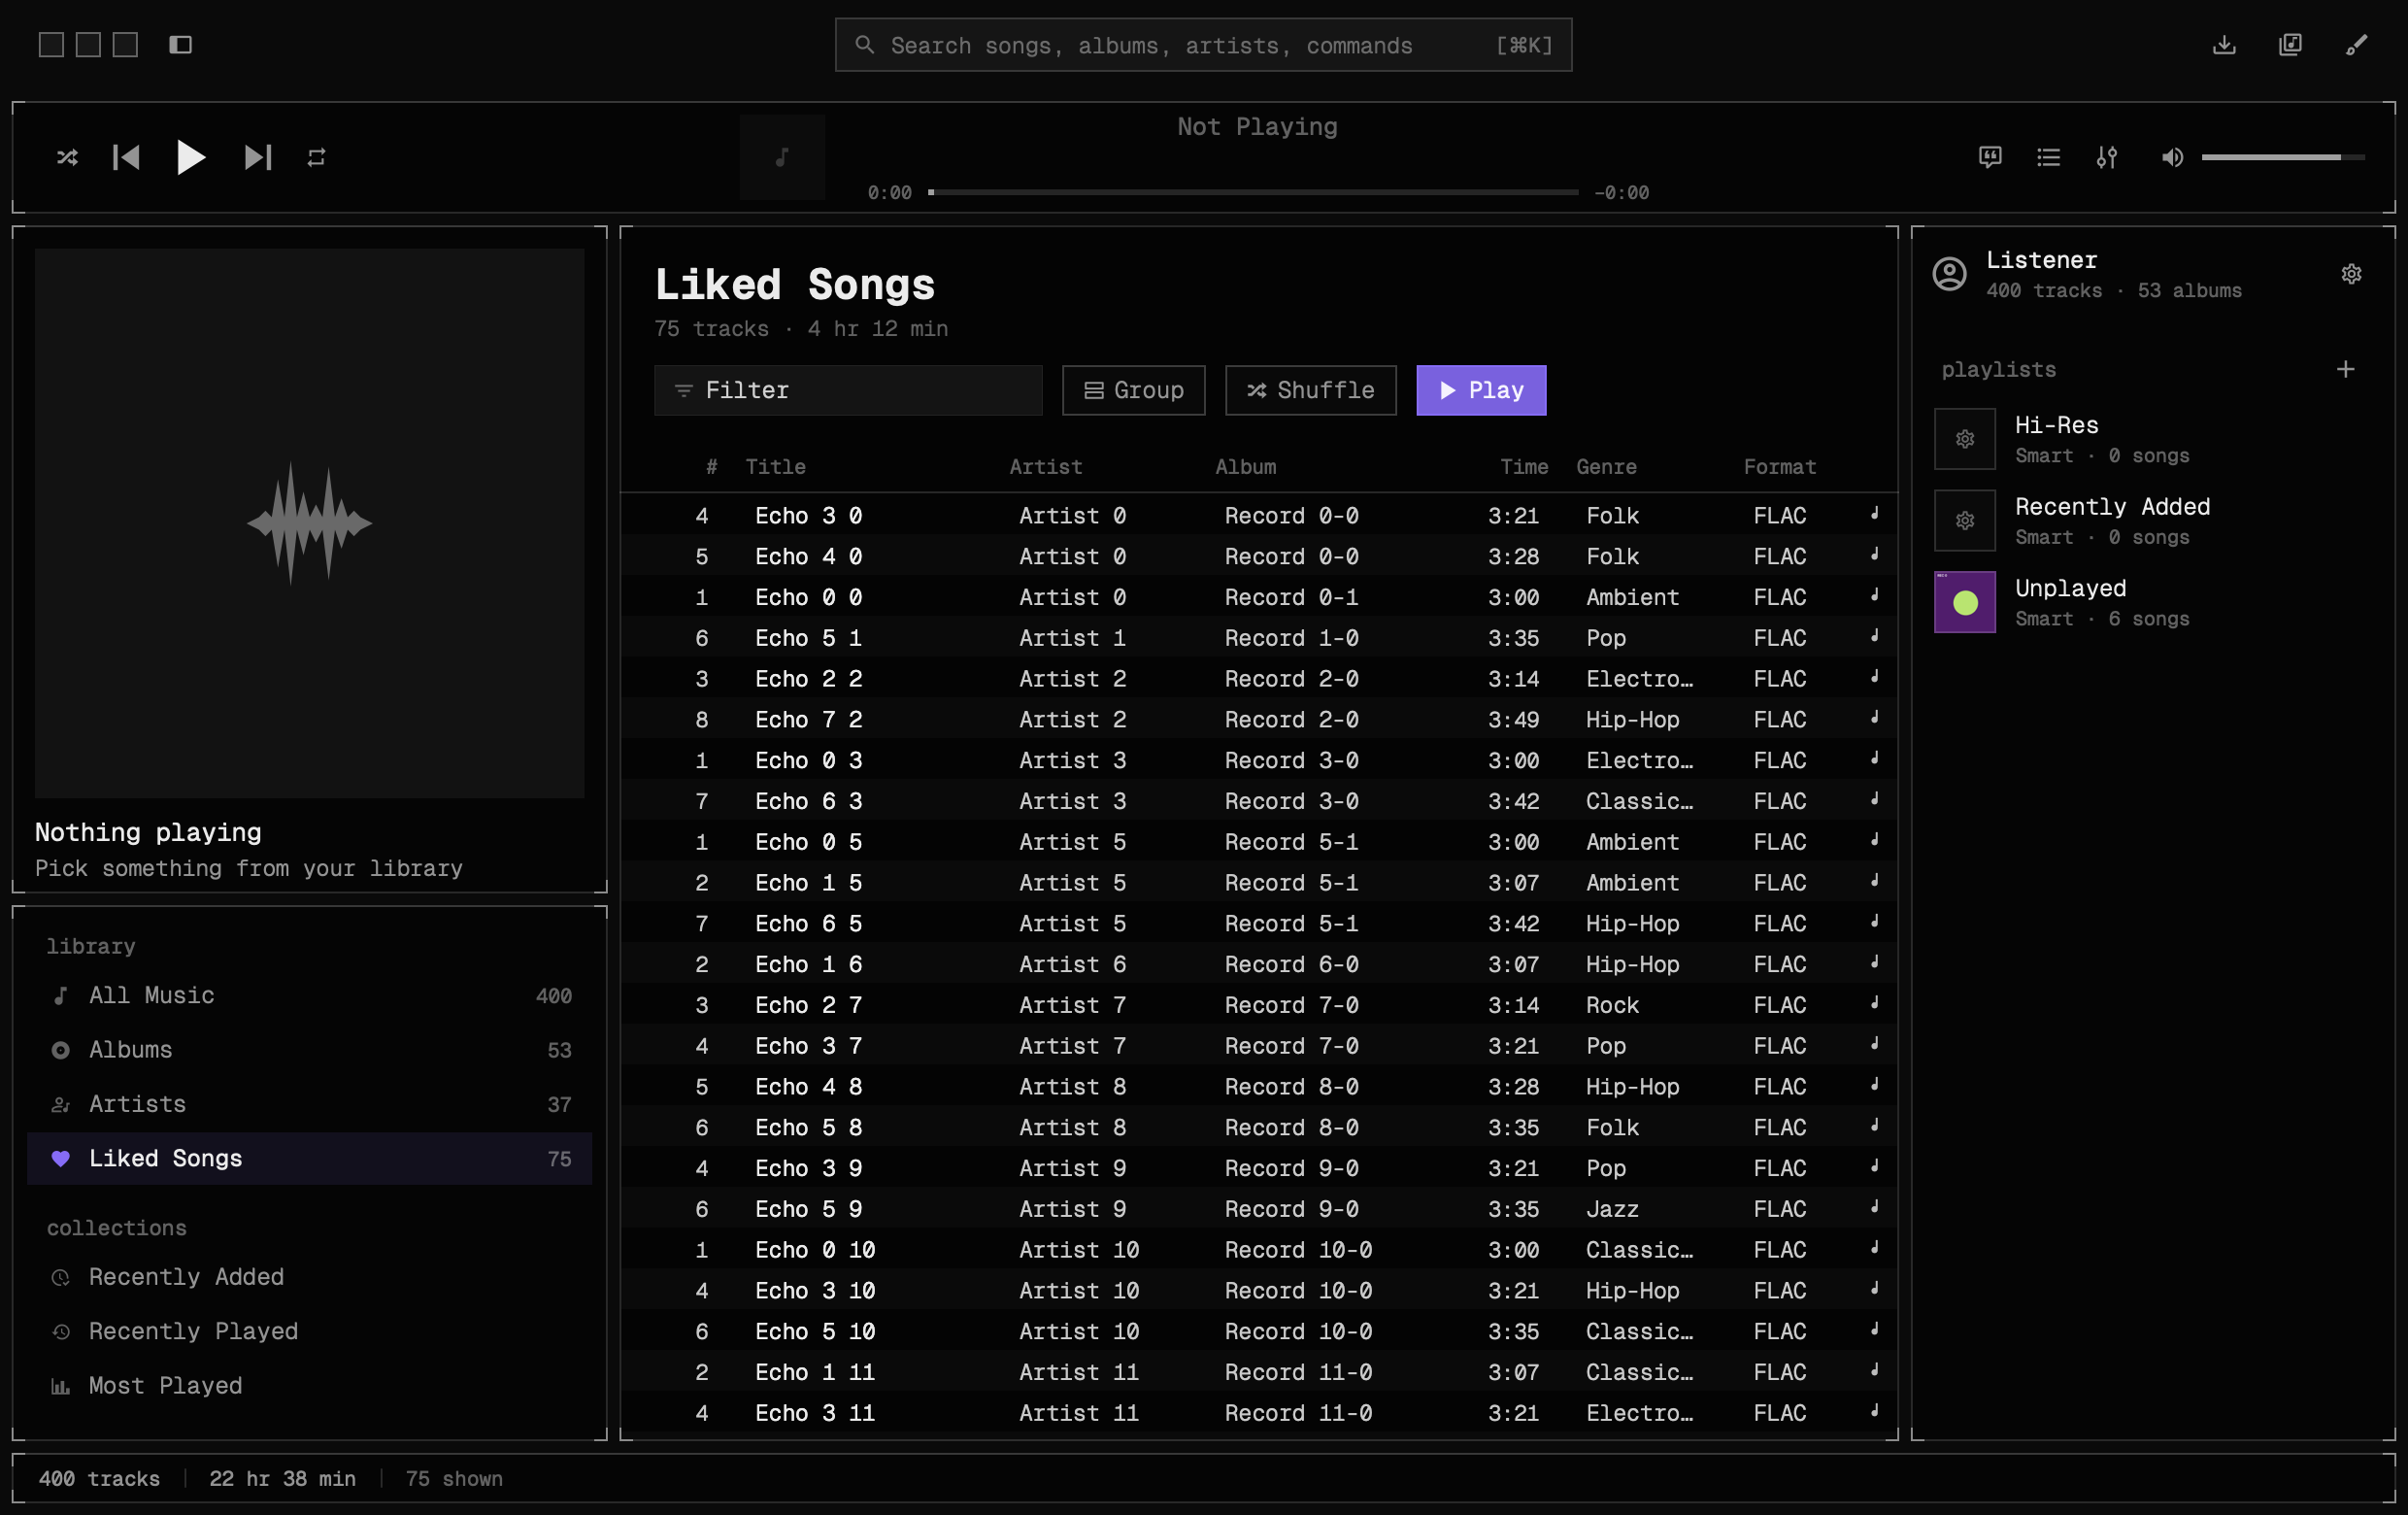 Search songs, albums, artists, commands [⌘K]
Not Playing
0:00 -0:00
Nothing playing
Pick something from your library
library
All Music 400
Albums 53
Artists 37
Liked Songs 75
collections
Recently Added
Recently Played
Most Played
Liked Songs
75 tracks · 4 hr 12 min
Filter Group Shuffle Play
# Title Artist Album Time Genre Format
4 Echo 3 0 Artist 0 Record 0-0 3:21 Folk FLAC
5 Echo 4 0 Artist 0 Record 0-0 3:28 Folk FLAC
1 Echo 0 0 Artist 0 Record 0-1 3:00 Ambient FLAC
6 Echo 5 1 Artist 1 Record 1-0 3:35 Pop FLAC
3 Echo 2 2 Artist 2 Record 2-0 3:14 Electro… FLAC
8 Echo 7 2 Artist 2 Record 2-0 3:49 Hip-Hop FLAC
1 Echo 0 3 Artist 3 Record 3-0 3:00 Electro… FLAC
7 Echo 6 3 Artist 3 Record 3-0 3:42 Classic… FLAC
1 Echo 0 5 Artist 5 Record 5-1 3:00 Ambient FLAC
2 Echo 1 5 Artist 5 Record 5-1 3:07 Ambient FLAC
7 Echo 6 5 Artist 5 Record 5-1 3:42 Hip-Hop FLAC
2 Echo 1 6 Artist 6 Record 6-0 3:07 Hip-Hop FLAC
3 Echo 2 7 Artist 7 Record 7-0 3:14 Rock FLAC
4 Echo 3 7 Artist 7 Record 7-0 3:21 Pop FLAC
5 Echo 4 8 Artist 8 Record 8-0 3:28 Hip-Hop FLAC
6 Echo 5 8 Artist 8 Record 8-0 3:35 Folk FLAC
4 Echo 3 9 Artist 9 Record 9-0 3:21 Pop FLAC
6 Echo 5 9 Artist 9 Record 9-0 3:35 Jazz FLAC
1 Echo 0 10 Artist 10 Record 10-0 3:00 Classic… FLAC
4 Echo 3 10 Artist 10 Record 10-0 3:21 Hip-Hop FLAC
6 Echo 5 10 Artist 10 Record 10-0 3:35 Classic… FLAC
2 Echo 1 11 Artist 11 Record 11-0 3:07 Classic… FLAC
4 Echo 3 11 Artist 11 Record 11-0 3:21 Electro… FLAC
Listener
400 tracks · 53 albums
playlists
Hi-Res
Smart · 0 songs
Recently Added
Smart · 0 songs
Unplayed
Smart · 6 songs
400 tracks 22 hr 38 min 75 shown